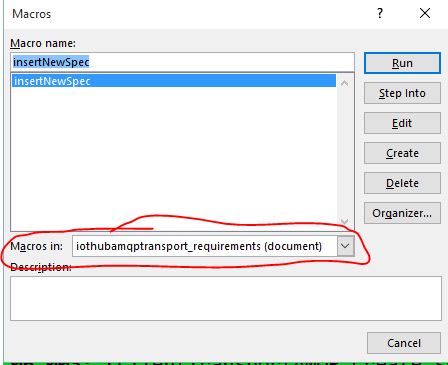 Macros
? ×
Macro name:
insertNewSpec
insertNewSpec
Run
Step Into
Edit
Create
Delete
Organizer...
Macros in: iothubamqptransport_requirements (document)
Description:
Cancel